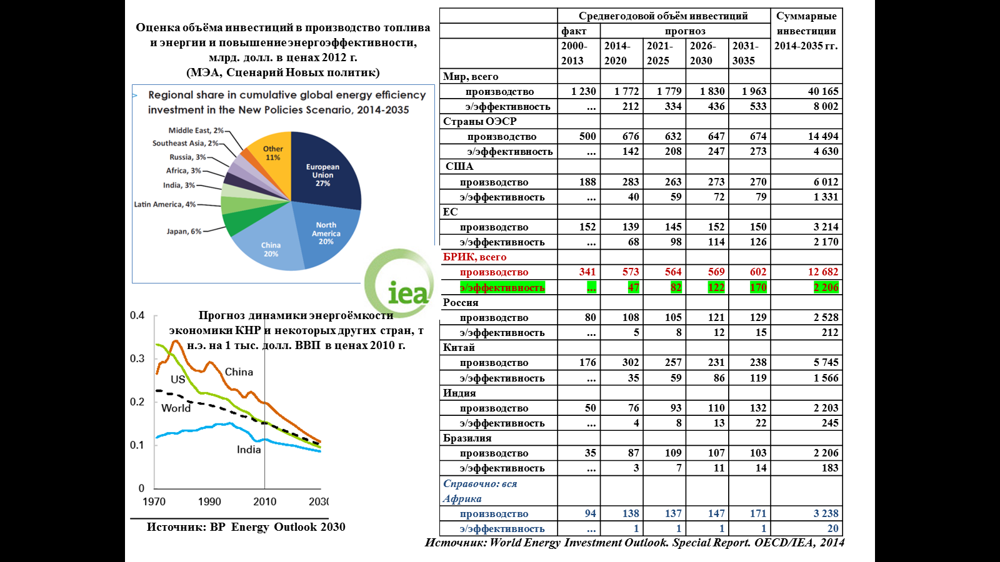 Оценка объёма инвестиций в производство топлива
и энергии и повышение энергоэффективности,
млрд. долл. в ценах 2012 г.
(МЭА, Сценарий Новых политик)
> Regional share in cumulative global energy efficiency
investment in the New Policies Scenario, 2014-2035
Middle East, 2%
Southeast Asia, 2%
Russia, 3%
Africa, 3%
India, 3%
Latin America, 4%
Japan, 6%
Other
11%
European
Union
27%
North
America
20%
China
20%
iea
Прогноз динамики энергоёмкости
экономики КНР и некоторых других стран, т
н.э. на 1 тыс. долл. ВВП в ценах 2010 г.
0.4
0.3
0.2
0.1
0
China
US
World
India
1970 1990 2010 2030
Источник: BP Energy Outlook 2030
Среднегодовой объём инвестиций Суммарные
факт прогноз инвестиции
2000- 2014- 2021- 2026- 2031- 2014-2035 гг.
2013 2020 2025 2030 3035
Мир, всего
производство 1 230 1 772 1 779 1 830 1 963 40 165
э/эффективность ... 212 334 436 533 8 002
Страны ОЭСР
производство 500 676 632 647 674 14 494
э/эффективность ... 142 208 247 273 4 630
США
производство 188 283 263 273 270 6 012
э/эффективность ... 40 59 72 79 1 331
ЕС
производство 152 139 145 152 150 3 214
э/эффективность ... 68 98 114 126 2 170
БРИК, всего
производство 341 573 564 569 602 12 682
э/эффективность ... 47 82 122 170 2 206
Россия
производство 80 108 105 121 129 2 528
э/эффективность ... 5 8 12 15 212
Китай
производство 176 302 257 231 238 5 745
э/эффективность ... 35 59 86 119 1 566
Индия
производство 50 76 93 110 132 2 203
э/эффективность ... 4 8 13 22 245
Бразилия
производство 35 87 109 107 103 2 206
э/эффективность ... 3 7 11 14 183
Справочно: вся
Африка
производство 94 138 137 147 171 3 238
э/эффективность ... 1 1 1 1 20
Источник: World Energy Investment Outlook. Special Report. OECD/IEA, 2014